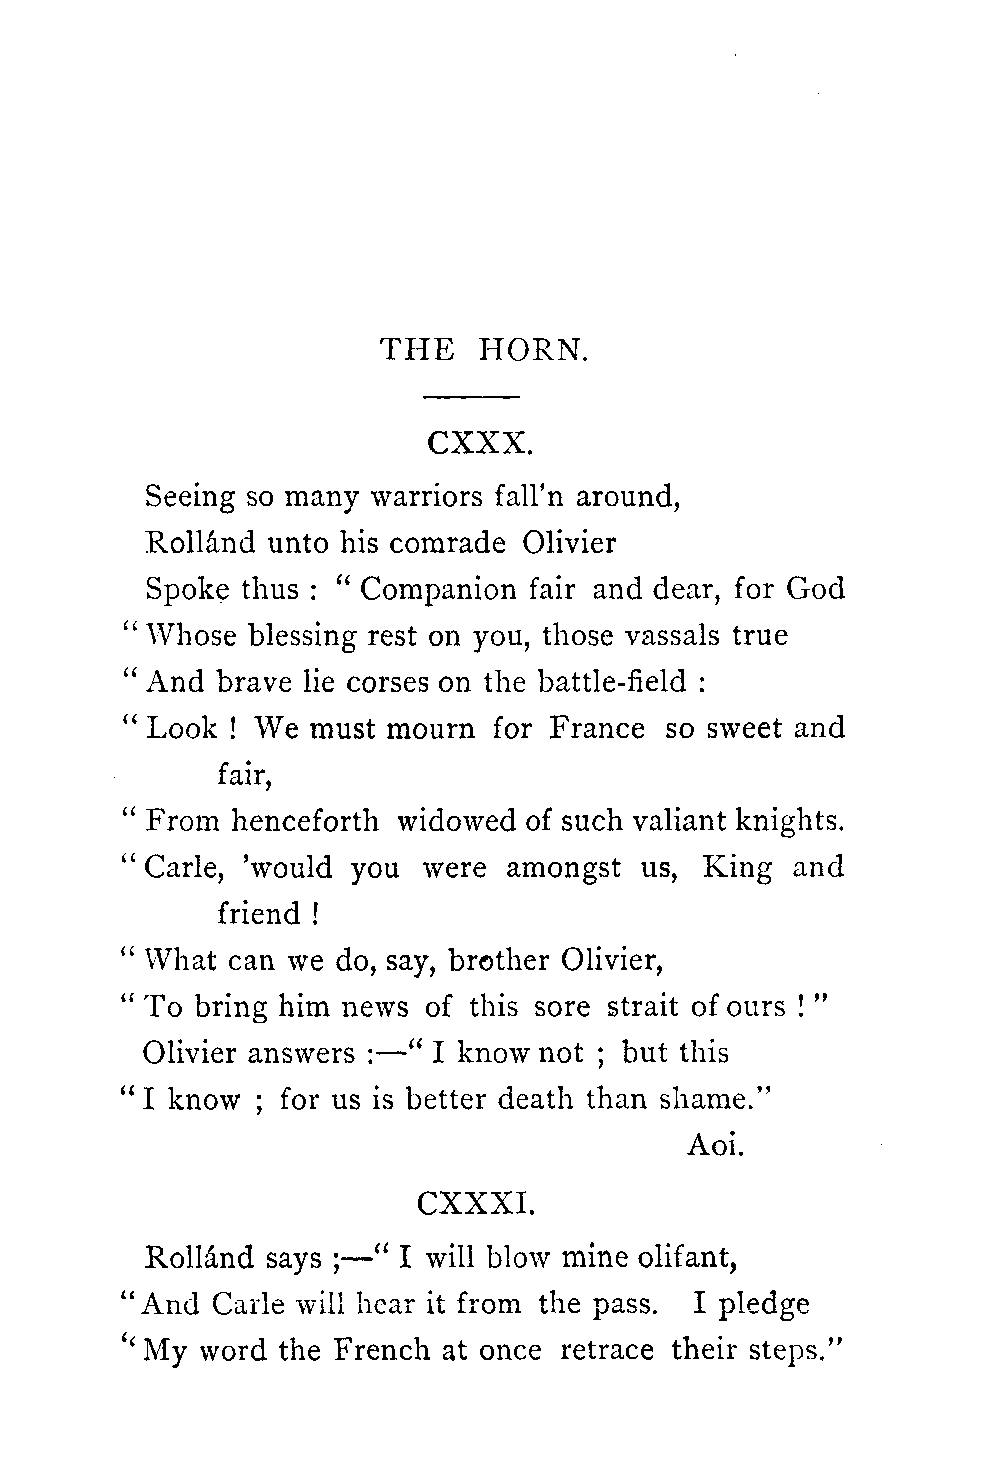 THE HORN.
CXXX.
Seeing so many warriors fall'n around,
Rollánd unto his comrade Olivier
Spoke thus : “ Companion fair and dear, for God
“ Whose blessing rest on you, those vassals true
“ And brave lie corses on the battle-field :
“ Look ! We must mourn for France so sweet and
fair,
“ From henceforth widowed of such valiant knights.
“ Carle, ’would you were amongst us, King and
friend !
“ What can we do, say, brother Olivier,
“ To bring him news of this sore strait of ours ! ”
Olivier answers :—“ I know not ; but this
“ I know ; for us is better death than shame.”
Aoi.
CXXXI.
Rollánd says ;—“ I will blow mine olifant,
“ And Carle will hear it from the pass. I pledge
“ My word the French at once retrace their steps.”